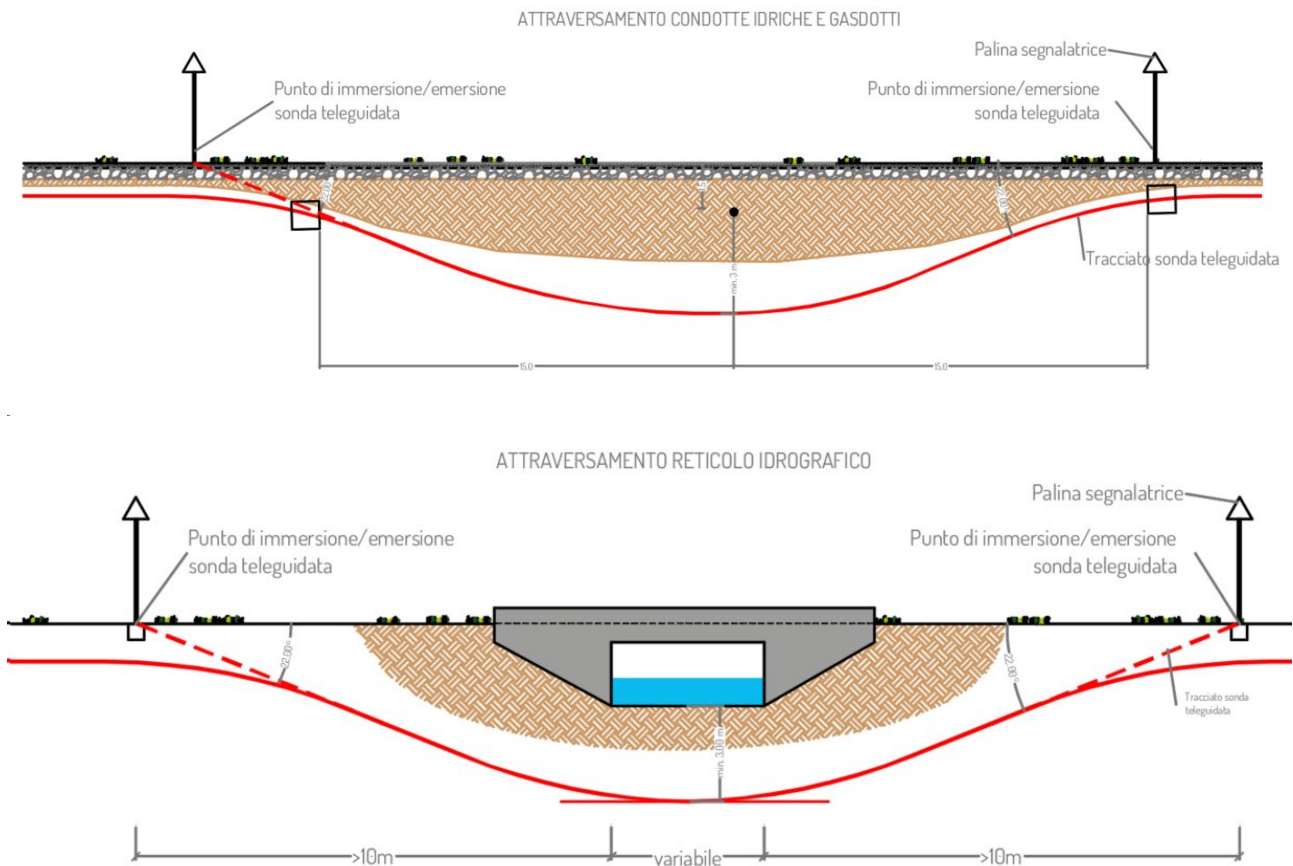 ATTRAVERSAMENTO CONDOTTE IDRICHE E GASDOTTI
Palina segnalatrice
Punto di immersione/emersione
sonda teleguidata
Punto di immersione/emersione
sonda teleguidata
1.5
min. 3 m
Tracciato sonda teleguidata
15.0
15.0
ATTRAVERSAMENTO RETICOLO IDROGRAFICO
Palina segnalatrice
Punto di immersione/emersione
sonda teleguidata
Punto di immersione/emersione
sonda teleguidata
22.00°
22.00°
Tracciato sonda
teleguidata
min. 3.00 m
>10m
variabile
>10m